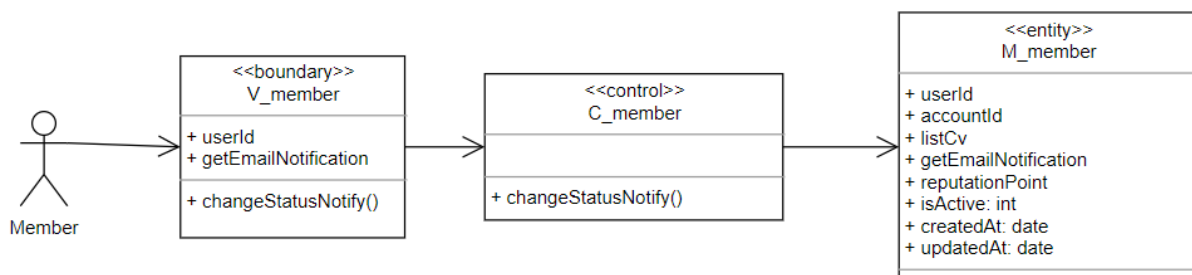 Member
<<boundary>>
V_member
+ userId
+ getEmailNotification
+ changeStatusNotify()
<<control>>
C_member
+ changeStatusNotify()
<<entity>>
M_member
+ userId
+ accountId
+ listCv
+ getEmailNotification
+ reputationPoint
+ isActive: int
+ createdAt: date
+ updatedAt: date